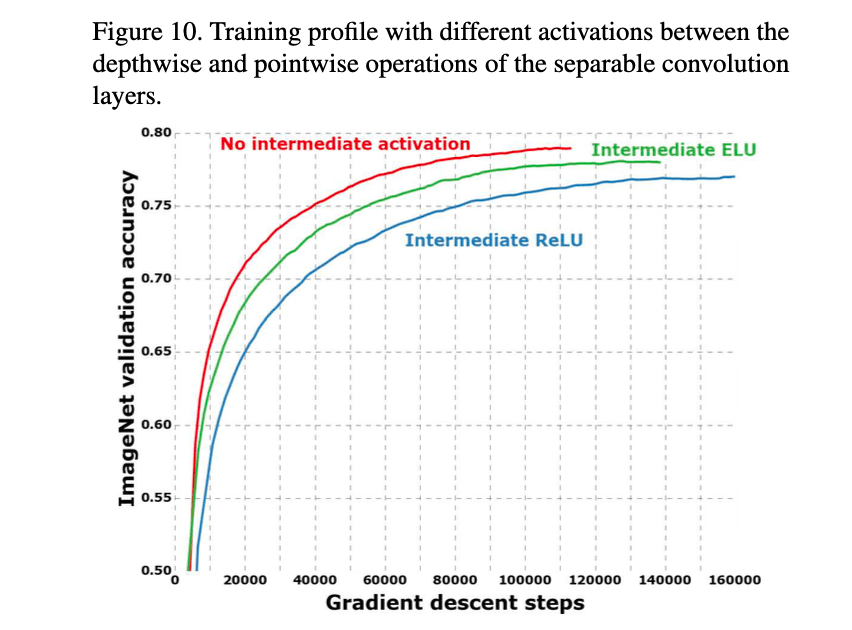 Figure 10. Training profile with different activations between the
depthwise and pointwise operations of the separable convolution
layers.
0.80
No intermediate activation
Intermediate ELU
0.75
Intermediate ReLU
0.70
0.65
0.60
0.55
0.50
ImageNet validation accuracy
0 20000 40000 60000 80000 100000 120000 140000 160000
Gradient descent steps